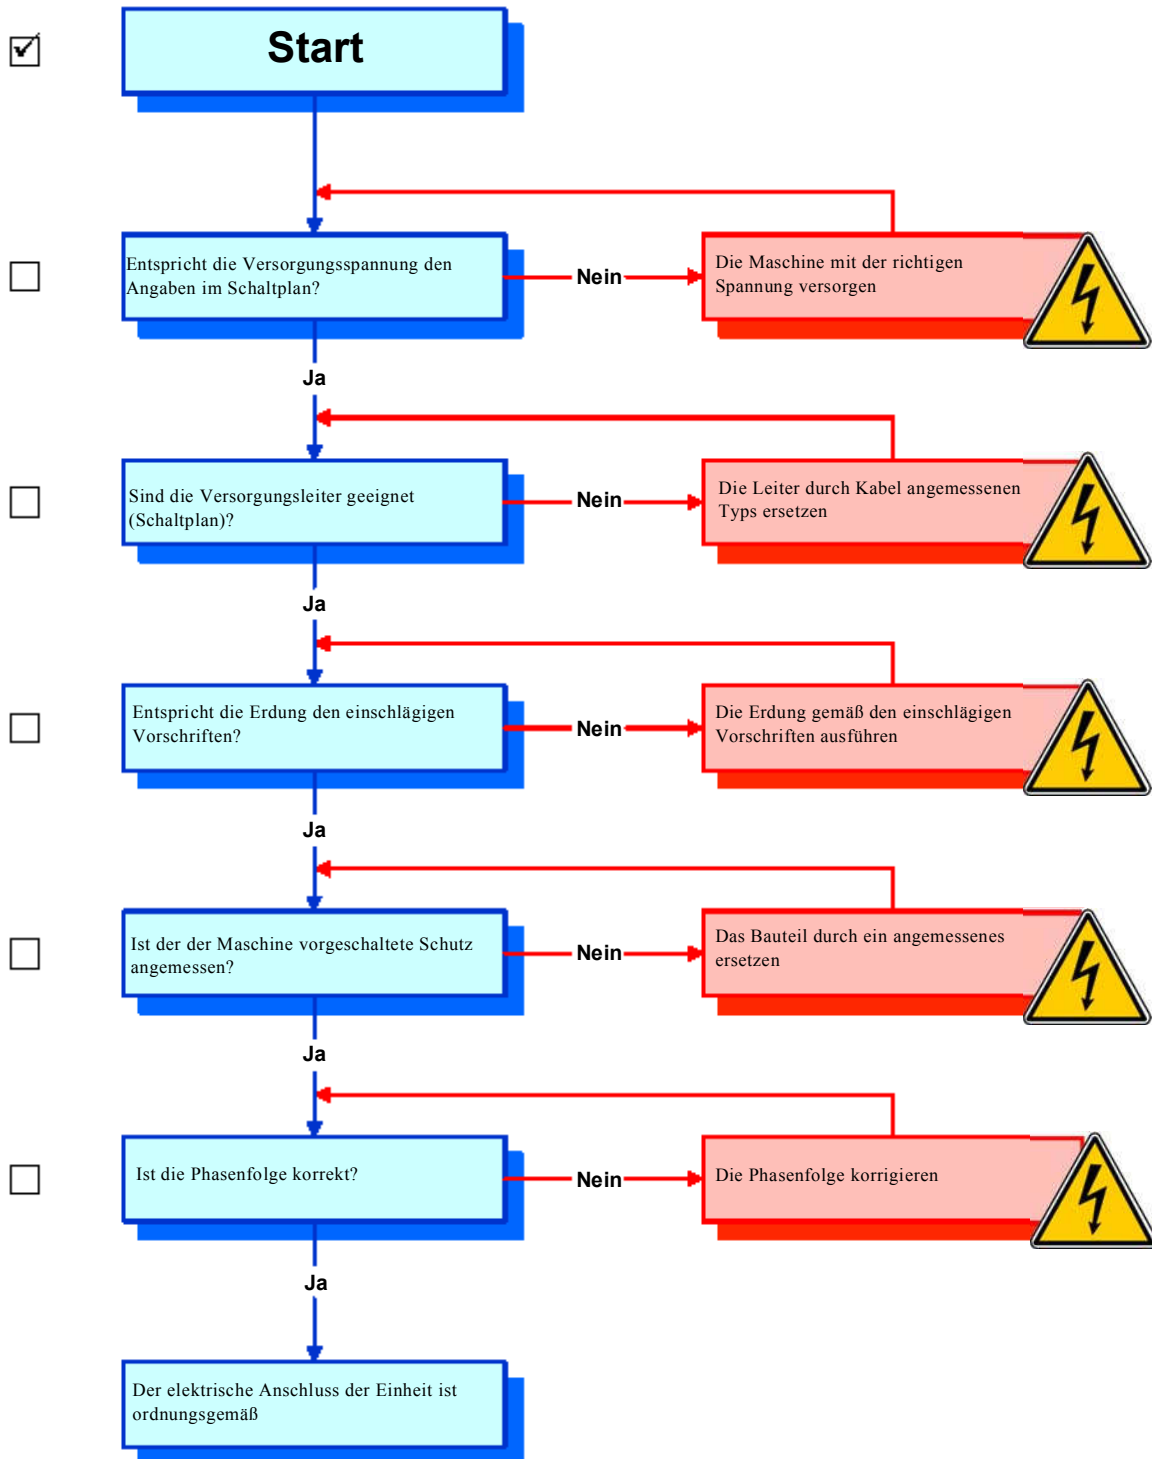 Start
Entspricht die Versorgungsspannung den
Angaben im Schaltplan?
Nein
Die Maschine mit der richtigen
Spannung versorgen
Ja
Sind die Versorgungsleiter geeignet
(Schaltplan)?
Nein
Die Leiter durch Kabel angemessenen
Typs ersetzen
Ja
Entspricht die Erdung den einschlägigen
Vorschriften?
Nein
Die Erdung gemäß den einschlägigen
Vorschriften ausführen
Ja
Ist der der Maschine vorgeschaltete Schutz
angemessen?
Nein
Das Bauteil durch ein angemessenes
ersetzen
Ja
Ist die Phasenfolge korrekt?
Nein
Die Phasenfolge korrigieren
Ja
Der elektrische Anschluss der Einheit ist
ordnungsgemäß